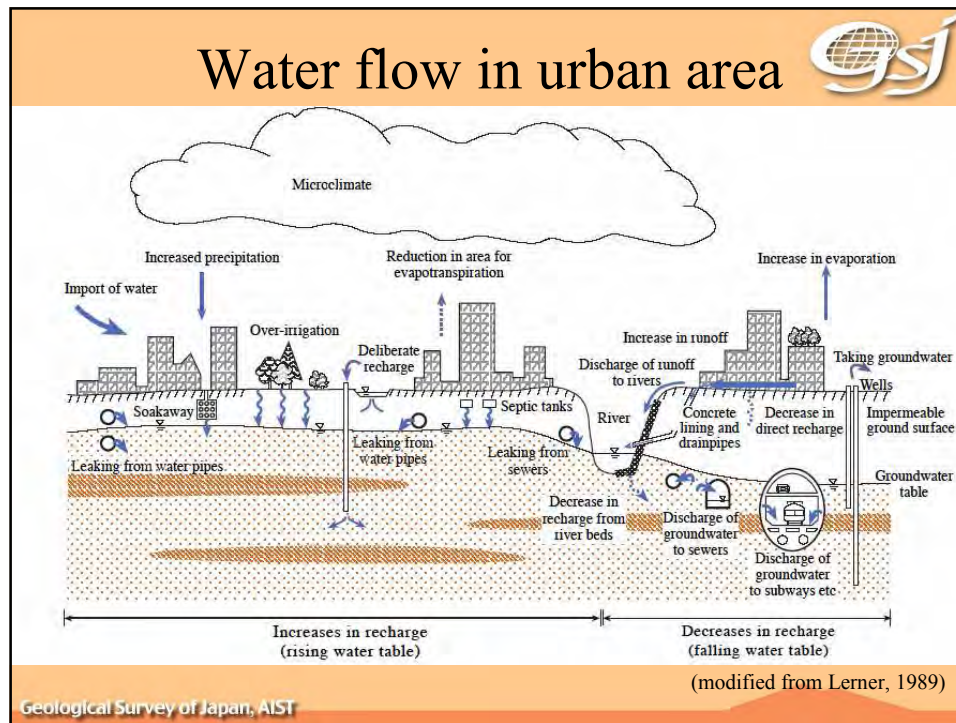 Water flow in urban area
GSJ
Microclimate
Increased precipitation
Reduction in area for
evapotranspiration
Increase in evaporation
Import of water
Over-irrigation
Deliberate
recharge
Increase in runoff
Discharge of runoff
to rivers
Taking groundwater
Wells
Soakaway
Septic tanks
River
Concrete
lining and
drainpipes
Decrease in
direct recharge
Impermeable
ground surface
Leaking from water pipes
Leaking from
water pipes
Leaking from
sewers
Groundwater
table
Decrease in
recharge from
river beds
Discharge of
groundwater
to sewers
Discharge of
groundwater
to subways etc
Increases in recharge
(rising water table)
Decreases in recharge
(falling water table)
(modified from Lerner, 1989)
Geological Survey of Japan, AIST